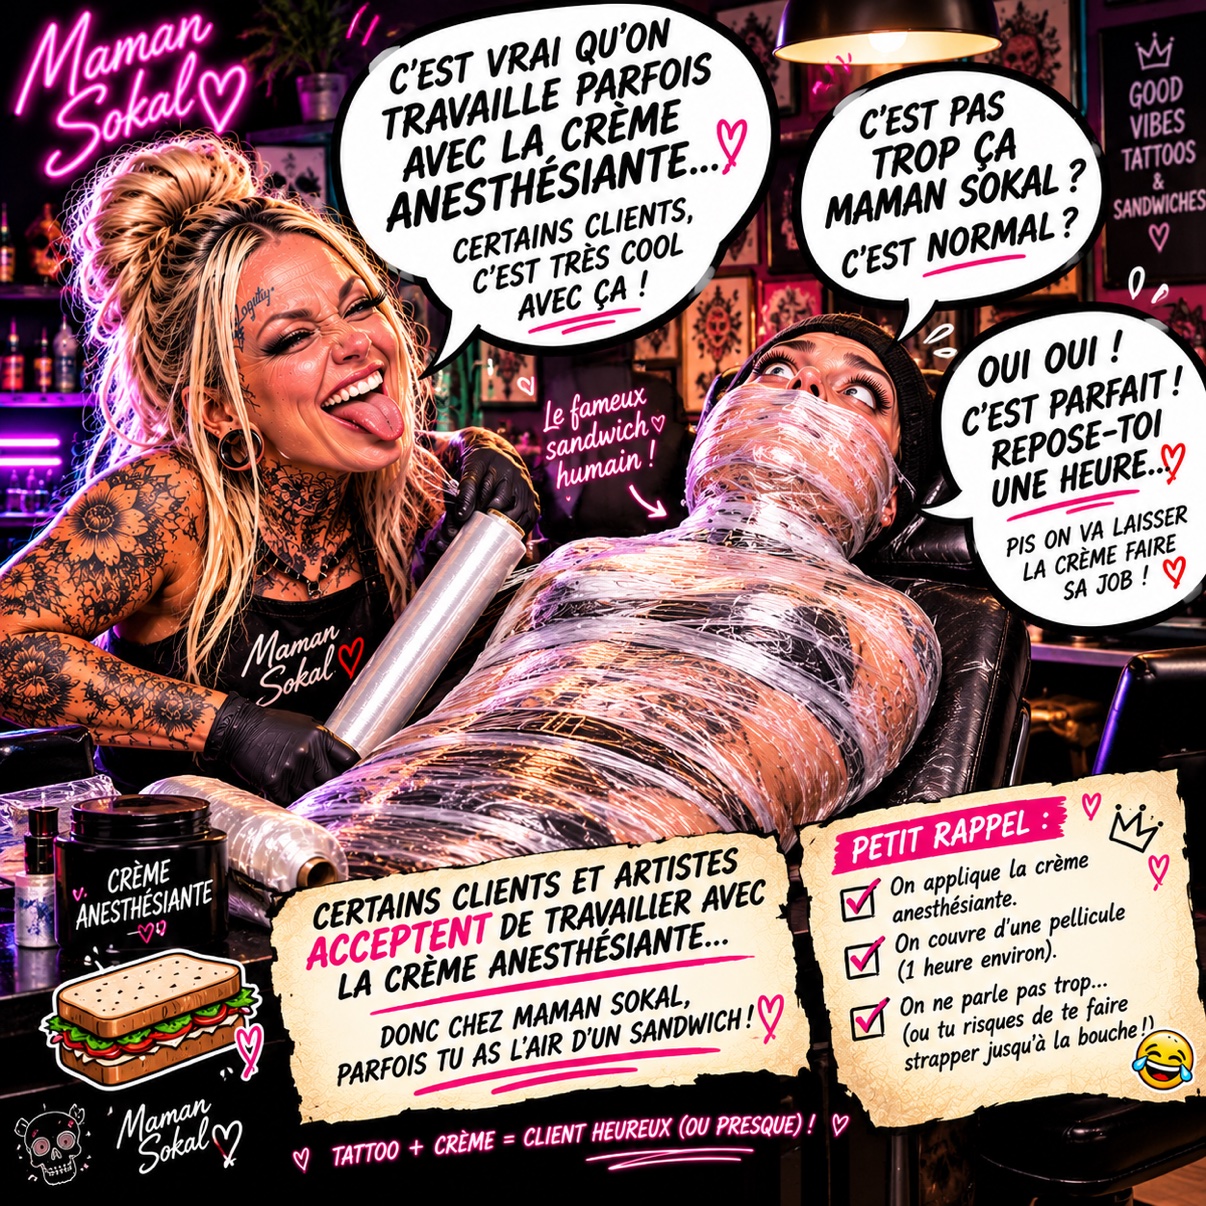 Maman
Sokal
C'EST VRAI QU'ON
TRAVAILLE PARFOIS
AVEC LA CRÈME
ANESTHÉSIANTE...
CERTAINS CLIENTS,
C'EST TRÈS COOL
AVEC ÇA !
C'EST PAS
TROP ÇA
MAMAN SOKAL ?
C'EST NORMAL ?
GOOD
VIBES
TATTOOS
&
SANDWICHES
OUI OUI !
C'EST PARFAIT !
REPOSE-TOI
UNE HEURE...
PIS ON VA LAISSER
LA CRÈME FAIRE
SA JOB !
Le fameux
sandwich
humain !
Maman
Sokal
CRÈME
ANESTHÉSIANTE
CERTAINS CLIENTS ET ARTISTES
ACCEPTENT DE TRAVAILLER AVEC
LA CRÈME ANESTHÉSIANTE...
DONC CHEZ MAMAN SOKAL,
PARFOIS TU AS L'AIR D'UN SANDWICH !
PETIT RAPPEL :
On applique la crème
anesthésiante.
On couvre d'une pellicule
(1 heure environ).
On ne parle pas trop...
(ou tu risques de te faire
strapper jusqu'à la bouche !)
Maman
Sokal
TATTOO + CRÈME = CLIENT HEUREUX (OU PRESQUE) !